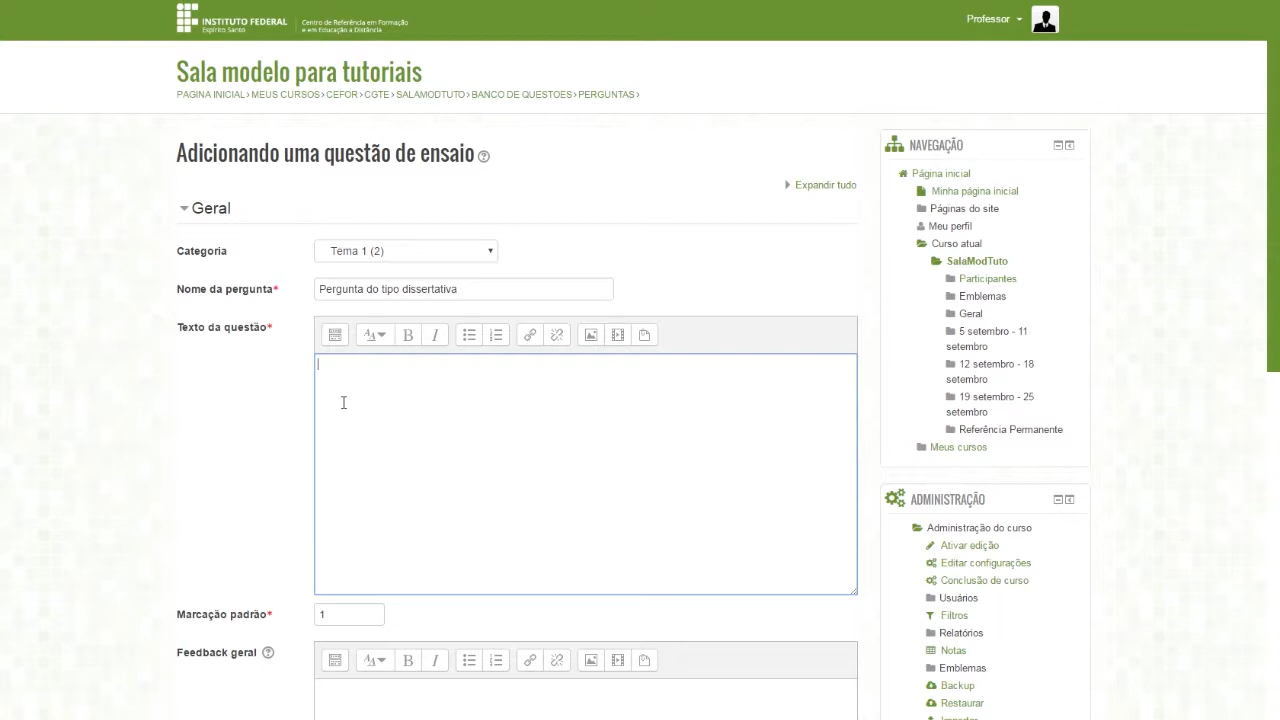 INSTITUTO FEDERAL
Espírito Santo
Centro de Referência em Formação
e em Educação a Distância
Professor
Sala modelo para tutoriais
PÁGINA INICIAL› MEUS CURSOS› CEFOR› CGTE› SALAMODTUTO› BANCO DE QUESTÕES› PERGUNTAS›
Adicionando uma questão de ensaio
Expandir tudo
Geral
Categoria
Tema 1 (2)
Nome da pergunta*
Pergunta do tipo dissertativa
Texto da questão*
Marcação padrão*
1
Feedback geral
NAVEGAÇÃO
Página inicial
Minha página inicial
Páginas do site
Meu perfil
Curso atual
SalaModTuto
Participantes
Emblemas
Geral
5 setembro - 11
setembro
12 setembro - 18
setembro
19 setembro - 25
setembro
Referência Permanente
Meus cursos
ADMINISTRAÇÃO
Administração do curso
Ativar edição
Editar configurações
Conclusão de curso
Usuários
Filtros
Relatórios
Notas
Emblemas
Backup
Restaurar